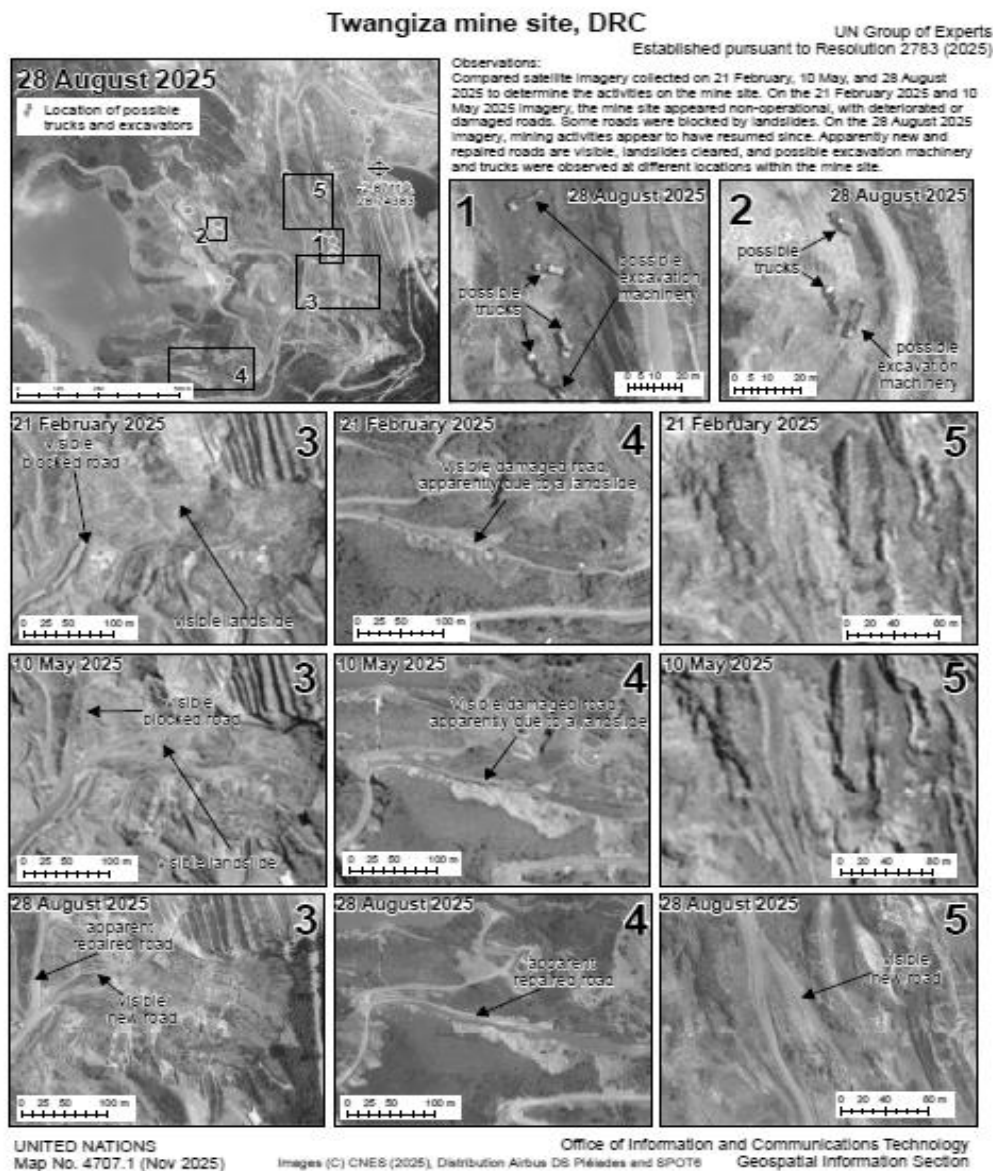 Twangiza mine site, DRC
UN Group of Experts
Established pursuant to Resolution 2783 (2025)
28 August 2025
Location of possible
trucks and excavators
5
2
1
3
4
Observations:
Compared satellite imagery collected on 21 February, 10 May, and 28 August
2025 to determine the activities on the mine site. On the 21 February 2025 and 10
May 2025 imagery, the mine site appeared non-operational, with deteriorated or
damaged roads. Some roads were blocked by landslides. On the 28 August 2025
imagery, mining activities appear to have resumed since. Apparently new and
repaired roads are visible, landslides cleared, and possible excavation machinery
and trucks were observed at different locations within the mine site.
1
28 August 2025
possible
excavation
machinery
possible
trucks
0 5 10 20 m
2
28 August 2025
possible
trucks
possible
excavation
machinery
0 5 10 20 m
21 February 2025
3
visible
blocked road
visible landslide
0 25 50 100 m
21 February 2025
4
Visible damaged road,
apparently due to a landslide
0 25 50 100 m
21 February 2025
5
0 20 40 80 m
10 May 2025
3
visible
blocked road
visible landslide
0 25 50 100 m
10 May 2025
4
Visible damaged road,
apparently due to a landslide
0 25 50 100 m
10 May 2025
5
0 20 40 80 m
28 August 2025
3
apparent
repaired road
visible
new road
0 25 50 100 m
28 August 2025
4
apparent
repaired road
0 25 50 100 m
28 August 2025
5
visible
new road
0 20 40 80 m
UNITED NATIONS
Map No. 4707.1 (Nov 2025)
Images (C) CNES (2025), Distribution Airbus DS Pléiades and SPOT6
Office of Information and Communications Technology
Geospatial Information Section